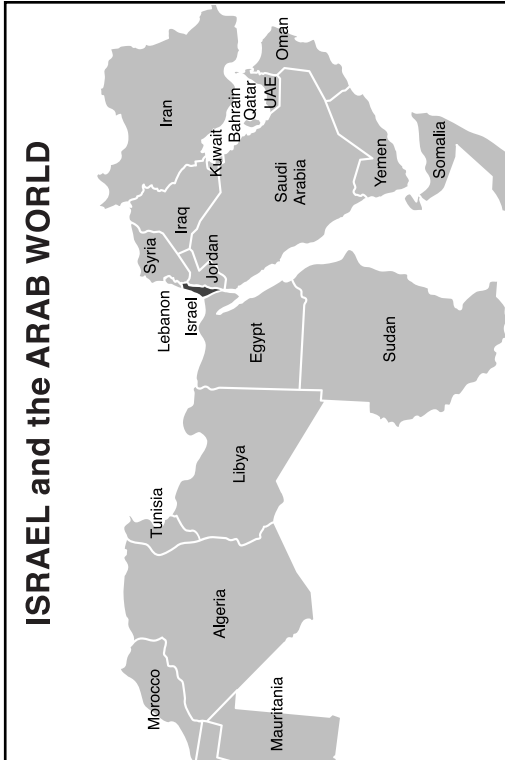 ISRAEL and the ARAB WORLD
Morocco
Mauritania
Algeria
Tunisia
Libya
Egypt
Sudan
Lebanon
Israel
Syria
Jordan
Iraq
Iran
Kuwait
Bahrain
Qatar
UAE
Oman
Saudi
Arabia
Yemen
Somalia